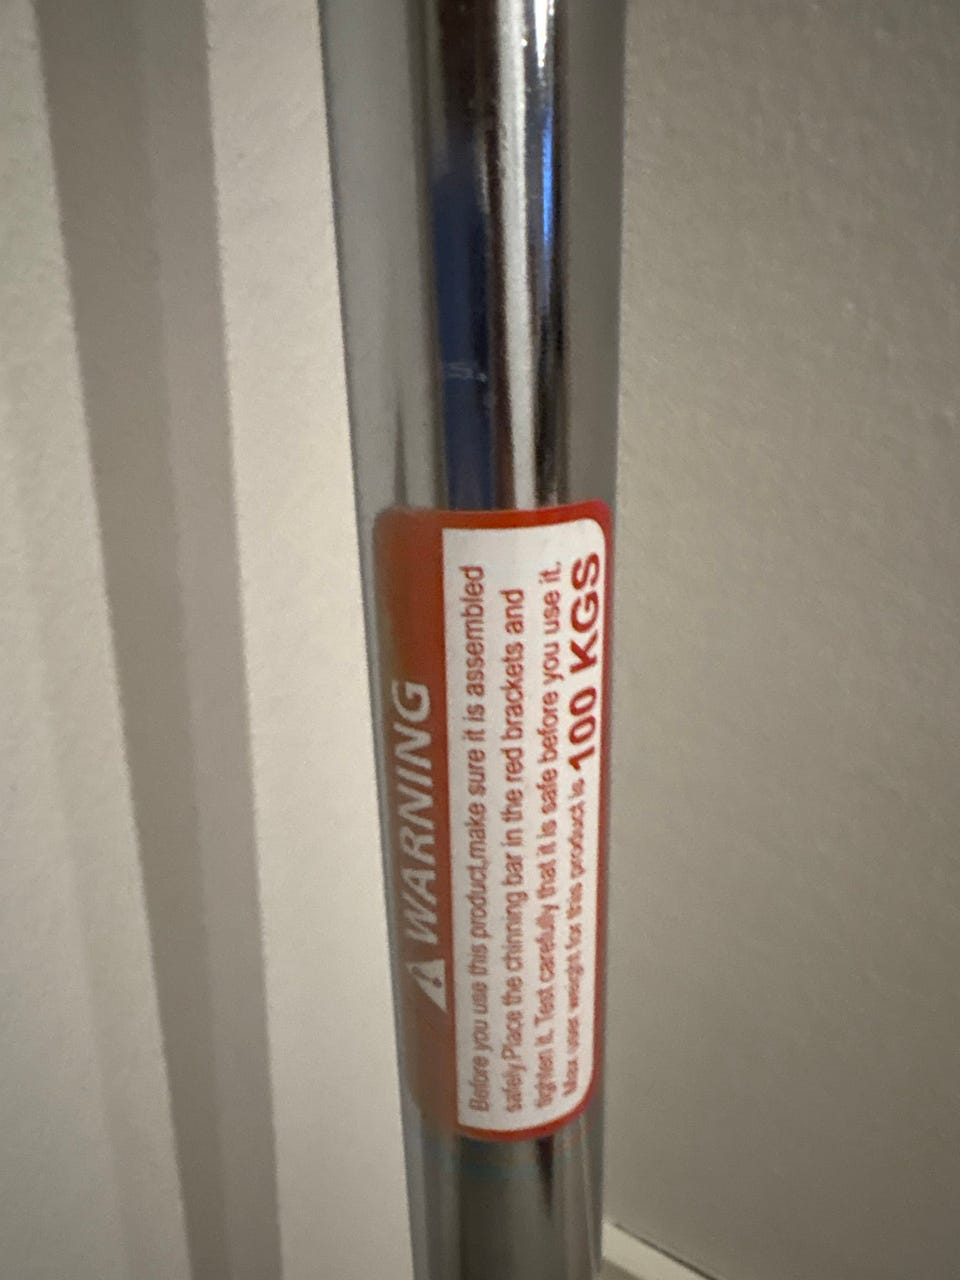 WARNING
Before you use this product,make sure it is assembled
safely.Place the chinning bar in the red brackets and
tighten it. Test carefully that it is safe before you use it.
Max user weight for this product is 100 KGS